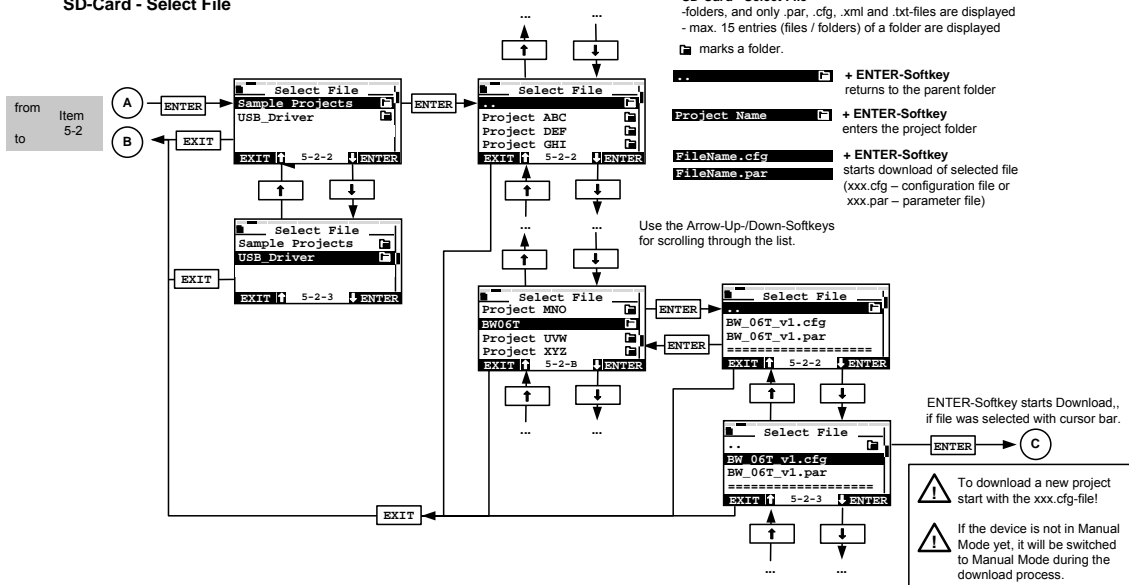 SD-Card - Select File
-folders, and only .par, .cfg, .xml and .txt-files are displayed
- max. 15 entries (files / folders) of a folder are displayed
marks a folder.
..
+ ENTER-Softkey
returns to the parent folder
Project Name
+ ENTER-Softkey
enters the project folder
FileName.cfg
FileName.par
+ ENTER-Softkey
starts download of selected file
(xxx.cfg – configuration file or
xxx.par – parameter file)
Use the Arrow-Up-/Down-Softkeys
for scrolling through the list.
from
Item
5-2
to
A
ENTER
B
EXIT
Select File
Sample Projects
USB_Driver
EXIT ↑ 5-2-2 ↓ ENTER
ENTER
↑
↓
Select File
Sample Projects
USB_Driver
EXIT ↑ 5-2-3 ↓ ENTER
EXIT
...
...
↑
↓
Select File
..
Project ABC
Project DEF
Project GHI
EXIT ↑ 5-2-2 ↓ ENTER
↑
↓
...
...
↑
↓
Select File
Project MNO
BW06T
Project UVW
Project XYZ
EXIT ↑ 5-2-B ↓ ENTER
↑
↓
...
...
ENTER
ENTER
Select File
..
BW_06T_v1.cfg
BW_06T_v1.par
===================
EXIT ↑ 5-2-2 ↓ ENTER
↑
↓
Select File
..
BW_06T_v1.cfg
BW_06T_v1.par
===================
EXIT ↑ 5-2-3 ↓ ENTER
↑
↓
...
...
EXIT
ENTER-Softkey starts Download,,
if file was selected with cursor bar.
ENTER
C
! To download a new project
start with the xxx.cfg-file!
! If the device is not in Manual
Mode yet, it will be switched
to Manual Mode during the
download process.